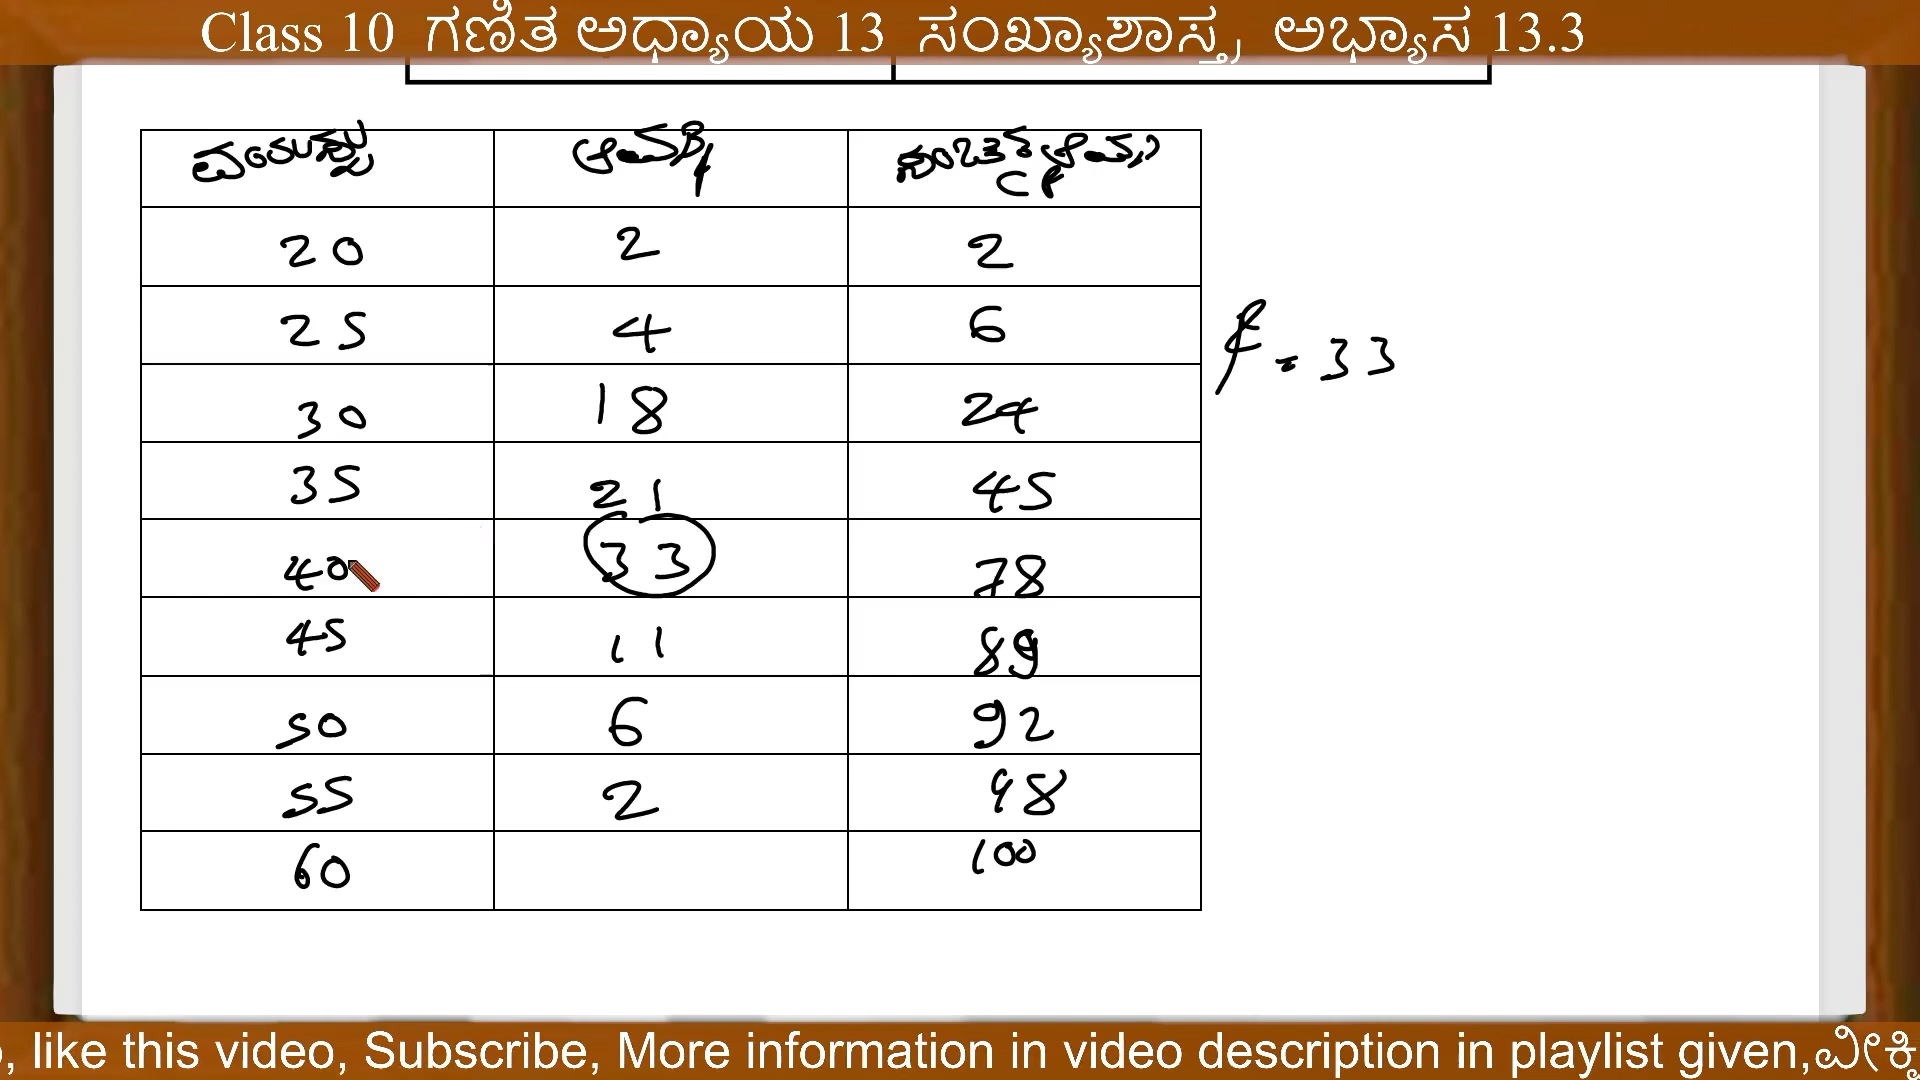 Class 10 ಗಣಿತ ಅಧ್ಯಾಯ 13 ಸಂಖ್ಯಾಶಾಸ್ತ್ರ ಅಭ್ಯಾಸ 13.3
ವಯಸ್ಸು ಆವೃತ್ತಿ f ಸಂಚಿತ ಆವೃತ್ತಿ
cf
20 2 2
25 4 6
f = 33
30 18 24
35 21 45
40 33 78
45 11 89
50 6 92
55 2 98
60 100
, like this video, Subscribe, More information in video description in playlist given,